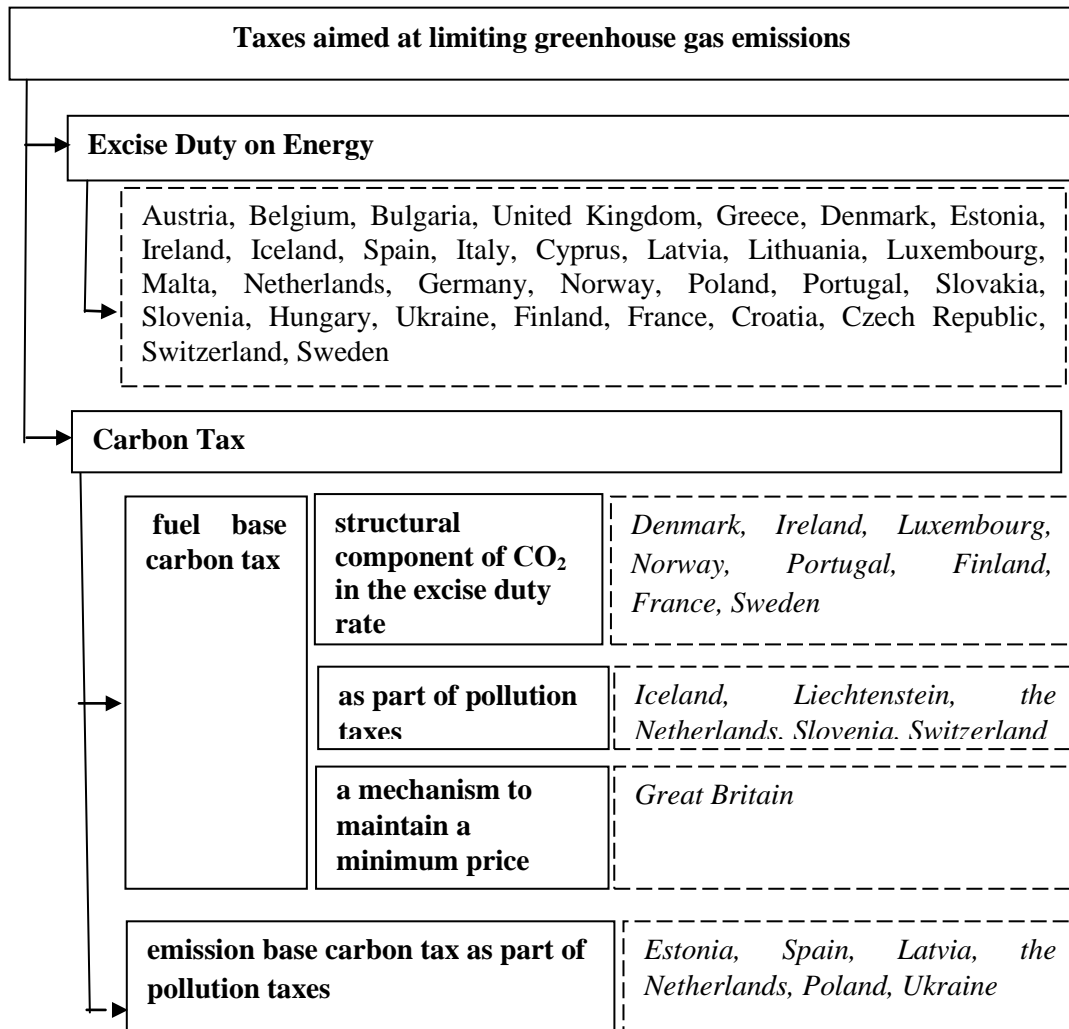 Taxes aimed at limiting greenhouse gas emissions
Excise Duty on Energy
Austria, Belgium, Bulgaria, United Kingdom, Greece, Denmark, Estonia,
Ireland, Iceland, Spain, Italy, Cyprus, Latvia, Lithuania, Luxembourg,
Malta, Netherlands, Germany, Norway, Poland, Portugal, Slovakia,
Slovenia, Hungary, Ukraine, Finland, France, Croatia, Czech Republic,
Switzerland, Sweden
Carbon Tax
fuel base
carbon tax
structural
component of CO₂
in the excise duty
rate
Denmark, Ireland, Luxembourg,
Norway, Portugal, Finland,
France, Sweden
as part of pollution
taxes
Iceland, Liechtenstein, the
Netherlands, Slovenia, Switzerland
a mechanism to
maintain a
minimum price
Great Britain
emission base carbon tax as part of
pollution taxes
Estonia, Spain, Latvia, the
Netherlands, Poland, Ukraine